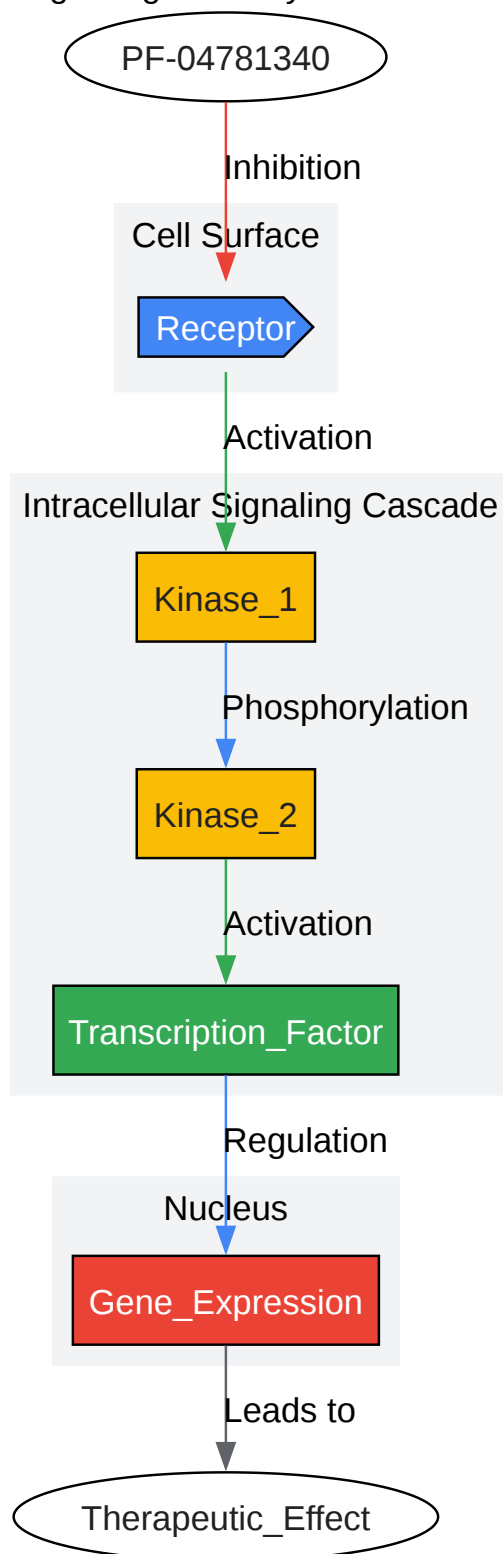 PF-04781340
Inhibition
Cell Surface
Receptor
Activation
Intracellular Signaling Cascade
Kinase_1
Phosphorylation
Kinase_2
Activation
Transcription_Factor
Regulation
Nucleus
Gene_Expression
Leads to
Therapeutic_Effect